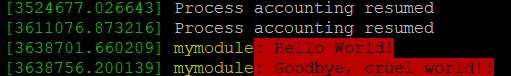 [3524677.026643] Process accounting resumed
[3611076.873216] Process accounting resumed
[3638701.660209] mymodule: Hello World!
[3638756.200139] mymodule: Goodbye, cruel world!!